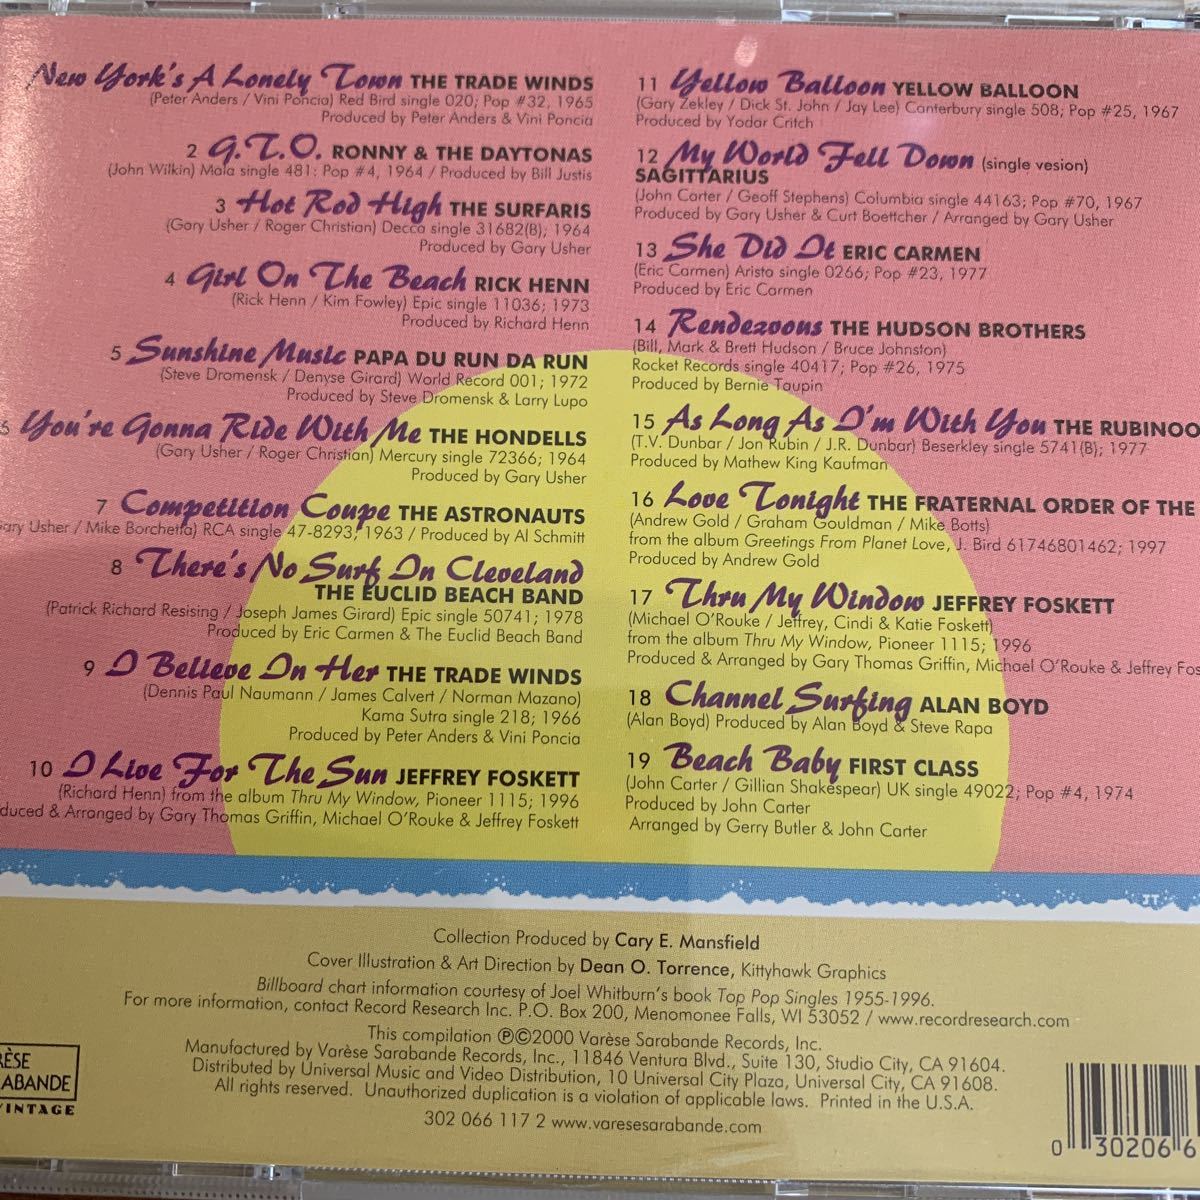 New York's A Lonely Town THE TRADE WINDS
(Peter Anders / Vini Poncia) Red Bird single 020; Pop #32, 1965
Produced by Peter Anders & Vini Poncia
2 G.T.O. RONNY & THE DAYTONAS
(John Wilkin) Mala single 481: Pop #4, 1964 / Produced by Bill Justis
3 Hot Rod High THE SURFARIS
(Gary Usher / Roger Christian) Decca single 31682(B); 1964
Produced by Gary Usher
4 Girl On The Beach RICK HENN
(Rick Henn / Kim Fowley) Epic single 11036; 1973
Produced by Richard Henn
5 Sunshine Music PAPA DU RUN DA RUN
(Steve Dromensk / Denyse Girard) World Record 001; 1972
Produced by Steve Dromensk & Larry Lupo
6 You're Gonna Ride With Me THE HONDELLS
(Gary Usher / Roger Christian) Mercury single 72366; 1964
Produced by Gary Usher
7 Competition Coupe THE ASTRONAUTS
Gary Usher / Mike Borchetta) RCA single 47-8293; 1963 / Produced by Al Schmitt
8 There's No Surf In Cleveland
THE EUCLID BEACH BAND
(Patrick Richard Resising / Joseph James Girard) Epic single 50741; 1978
Produced by Eric Carmen & The Euclid Beach Band
9 I Believe In Her THE TRADE WINDS
(Dennis Paul Naumann / James Calvert / Norman Mazano)
Kama Sutra single 218; 1966
Produced by Peter Anders & Vini Poncia
10 I Live For The Sun JEFFREY FOSKETT
(Richard Henn) from the album Thru My Window, Pioneer 1115; 1996
duced & Arranged by Gary Thomas Griffin, Michael O'Rouke & Jeffrey Foskett
11 Yellow Balloon YELLOW BALLOON
(Gary Zekley / Dick St. John / Jay Lee) Canterbury single 508; Pop #25, 1967
Produced by Yodar Critch
12 My World Fell Down (single vesion)
SAGITTARIUS
(John Carter / Geoff Stephens) Columbia single 44163; Pop #70, 1967
Produced by Gary Usher & Curt Boettcher / Arranged by Gary Usher
13 She Did It ERIC CARMEN
(Eric Carmen) Aristo single 0266; Pop #23, 1977
Produced by Eric Carmen
14 Rendezvous THE HUDSON BROTHERS
(Bill, Mark & Brett Hudson / Bruce Johnston)
Rocket Records single 40417; Pop #26, 1975
Produced by Bernie Taupin
15 As Long As I'm With You THE RUBINOO
(T.V. Dunbar / Jon Rubin / J.R. Dunbar) Beserkley single 5741(B); 1977
Produced by Mathew King Kaufman
16 Love Tonight THE FRATERNAL ORDER OF THE
(Andrew Gold / Graham Gouldman / Mike Botts)
from the album Greetings From Planet Love, J. Bird 61746801462; 1997
Produced by Andrew Gold
17 Thru My Window JEFFREY FOSKETT
(Michael O'Rouke / Jeffrey, Cindi & Katie Foskett)
from the album Thru My Window, Pioneer 1115; 1996
Produced & Arranged by Gary Thomas Griffin, Michael O'Rouke & Jeffrey Fos
18 Channel Surfing ALAN BOYD
(Alan Boyd) Produced by Alan Boyd & Steve Rapa
19 Beach Baby FIRST CLASS
(John Carter / Gillian Shakespear) UK single 49022; Pop #4, 1974
Produced by John Carter
Arranged by Gerry Butler & John Carter
JT
Collection Produced by Cary E. Mansfield
Cover Illustration & Art Direction by Dean O. Torrence, Kittyhawk Graphics
Billboard chart information courtesy of Joel Whitburn's book Top Pop Singles 1955-1996.
For more information, contact Record Research Inc. P.O. Box 200, Menomonee Falls, WI 53052 / www.recordresearch.com
This compilation ℗©2000 Varèse Sarabande Records, Inc.
Manufactured by Varèse Sarabande Records, Inc., 11846 Ventura Blvd., Suite 130, Studio City, CA 91604.
Distributed by Universal Music and Video Distribution, 10 Universal City Plaza, Universal City, CA 91608.
All rights reserved. Unauthorized duplication is a violation of applicable laws. Printed in the U.S.A.
302 066 117 2 www.varesesarabande.com
RÈSE
RABANDE
VINTAGE
0 30206 6